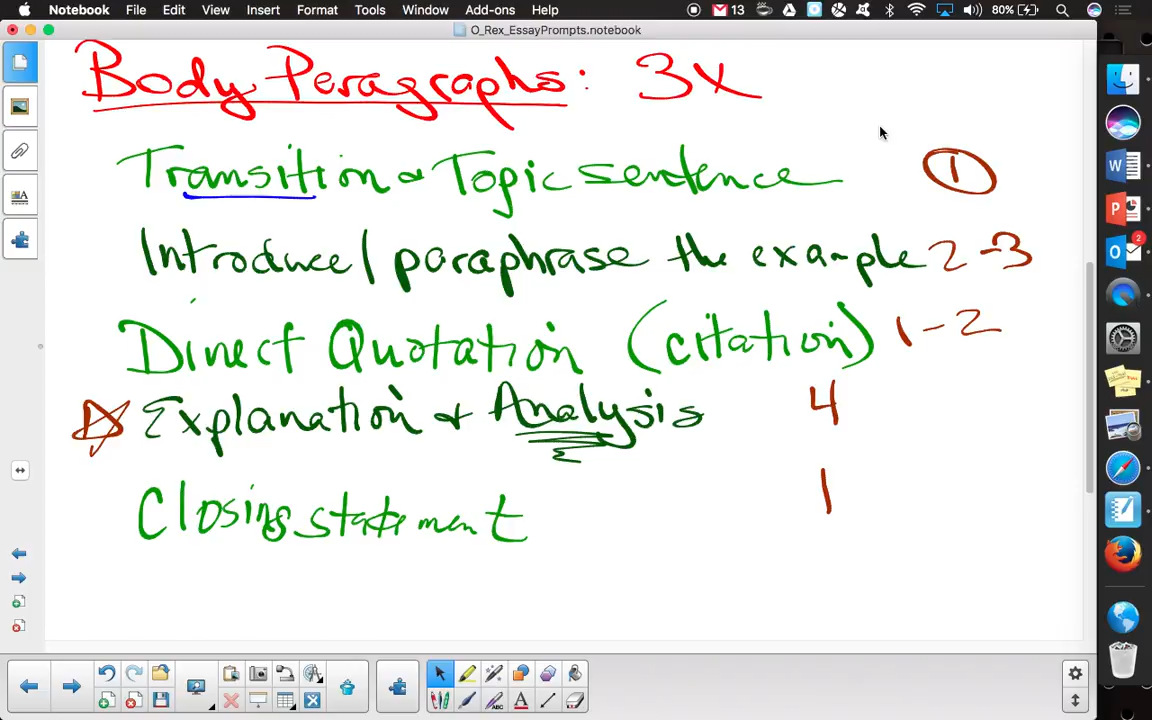 Notebook File Edit View Insert Format Tools Window Add-ons Help 13 80%
O_Rex_EssayPrompts.notebook
Body Paragraphs: 3x
Transition & Topic sentence 1
Introduce/paraphrase the example 2-3
Direct Quotation (citation) 1-2
Explanation & Analysis 4
Closing statement 1
2